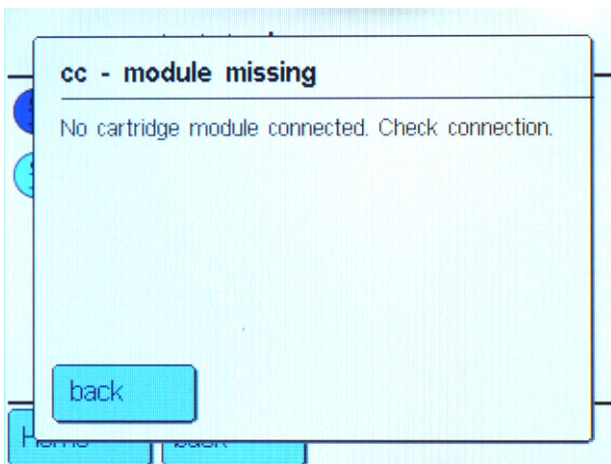 cc - module missing
No cartridge module connected. Check connection.
back